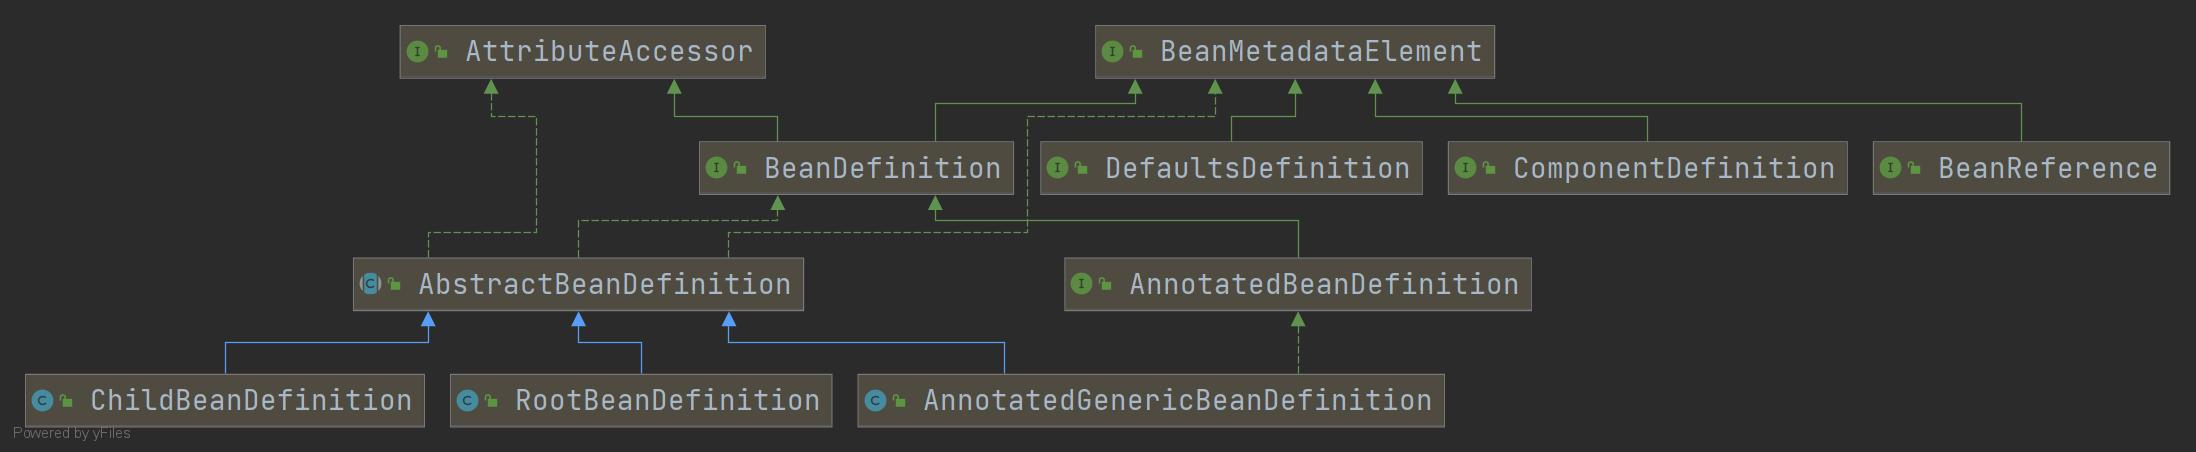 I AttributeAccessor
I BeanMetadataElement
I BeanDefinition
I DefaultsDefinition
I ComponentDefinition
I BeanReference
C AbstractBeanDefinition
I AnnotatedBeanDefinition
C ChildBeanDefinition
C RootBeanDefinition
C AnnotatedGenericBeanDefinition
Powered by yFiles